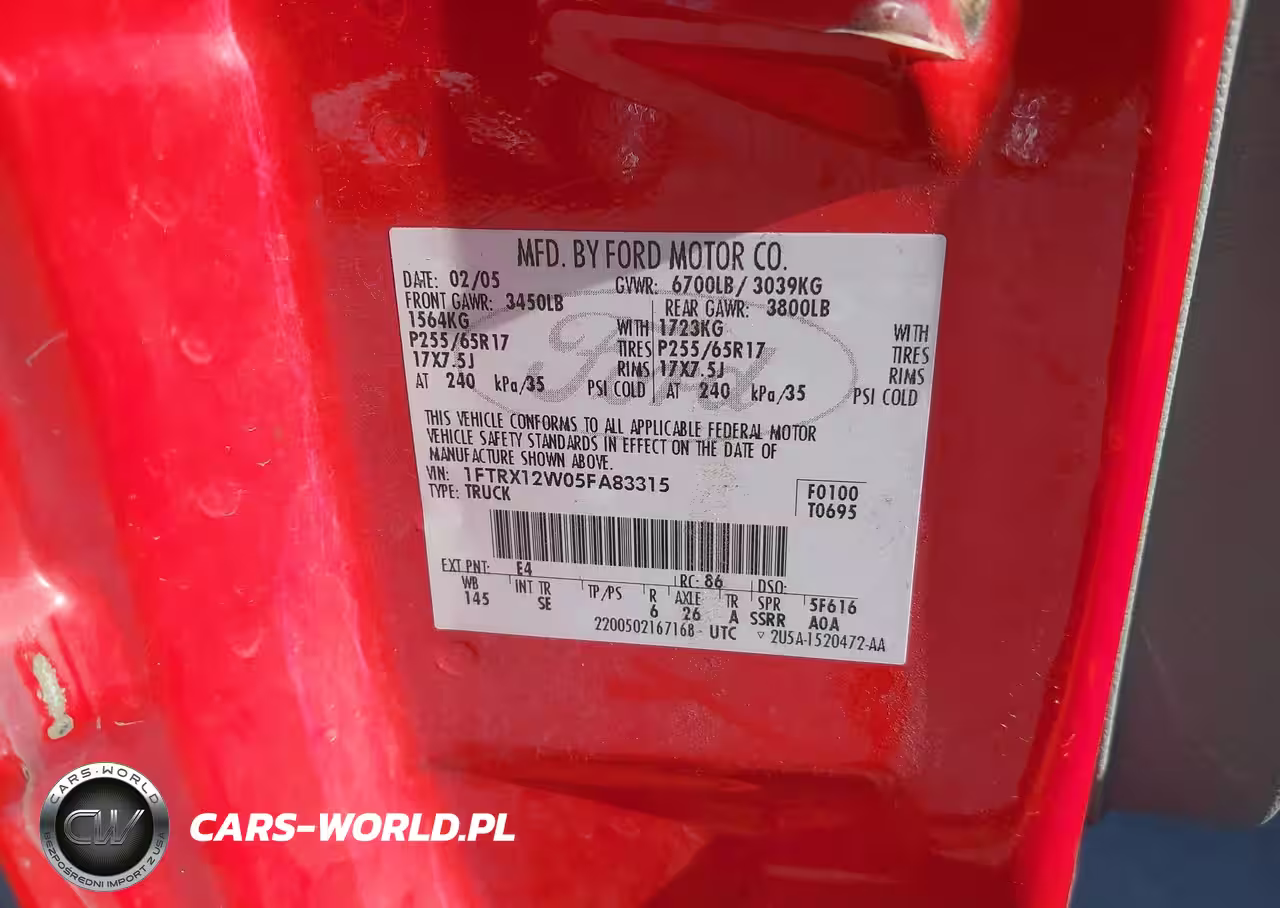 MFD. BY FORD MOTOR CO.
DATE: 02/05 GVWR: 6700LB/ 3039KG
FRONT GAWR: 3450LB REAR GAWR: 3800LB
1564KG WITH 1723KG WITH
P255/65R17 TIRES P255/65R17 TIRES
17X7.5J RIMS 17X7.5J RIMS
AT 240 kPa/35 PSI COLD AT 240 kPa/35 PSI COLD
Ford
THIS VEHICLE CONFORMS TO ALL APPLICABLE FEDERAL MOTOR
VEHICLE SAFETY STANDARDS IN EFFECT ON THE DATE OF
MANUFACTURE SHOWN ABOVE.
VIN: 1FTRX12W05FA83315
TYPE: TRUCK
F0100
T0695
EXT PNT: E4 RC: 86 DSO:
WB INT TR TP/PS R AXLE TR SPR 5F616
145 SE 6 26 A SSRR A0A
2200502167168 UTC ▽ 2U5A-1520472-AA
CARS-WORLD
CW
BEZPOŚREDNI IMPORT Z USA
CARS-WORLD.PL